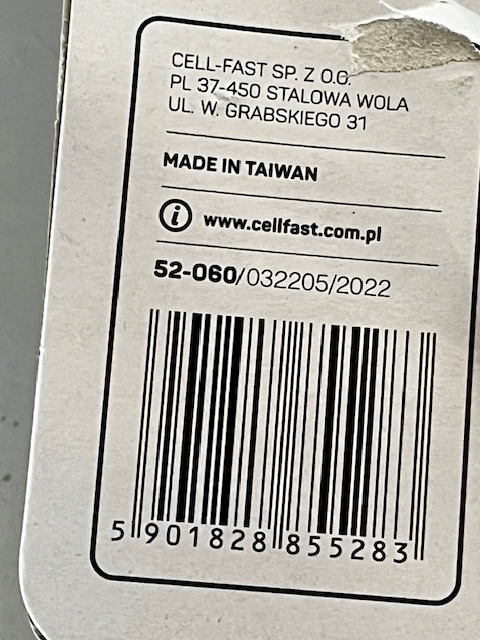 CELL-FAST SP. Z O.O.
PL 37-450 STALOWA WOLA
UL. W. GRABSKIEGO 31
MADE IN TAIWAN
i www.cellfast.com.pl
52-060/032205/2022
5 901828 855283